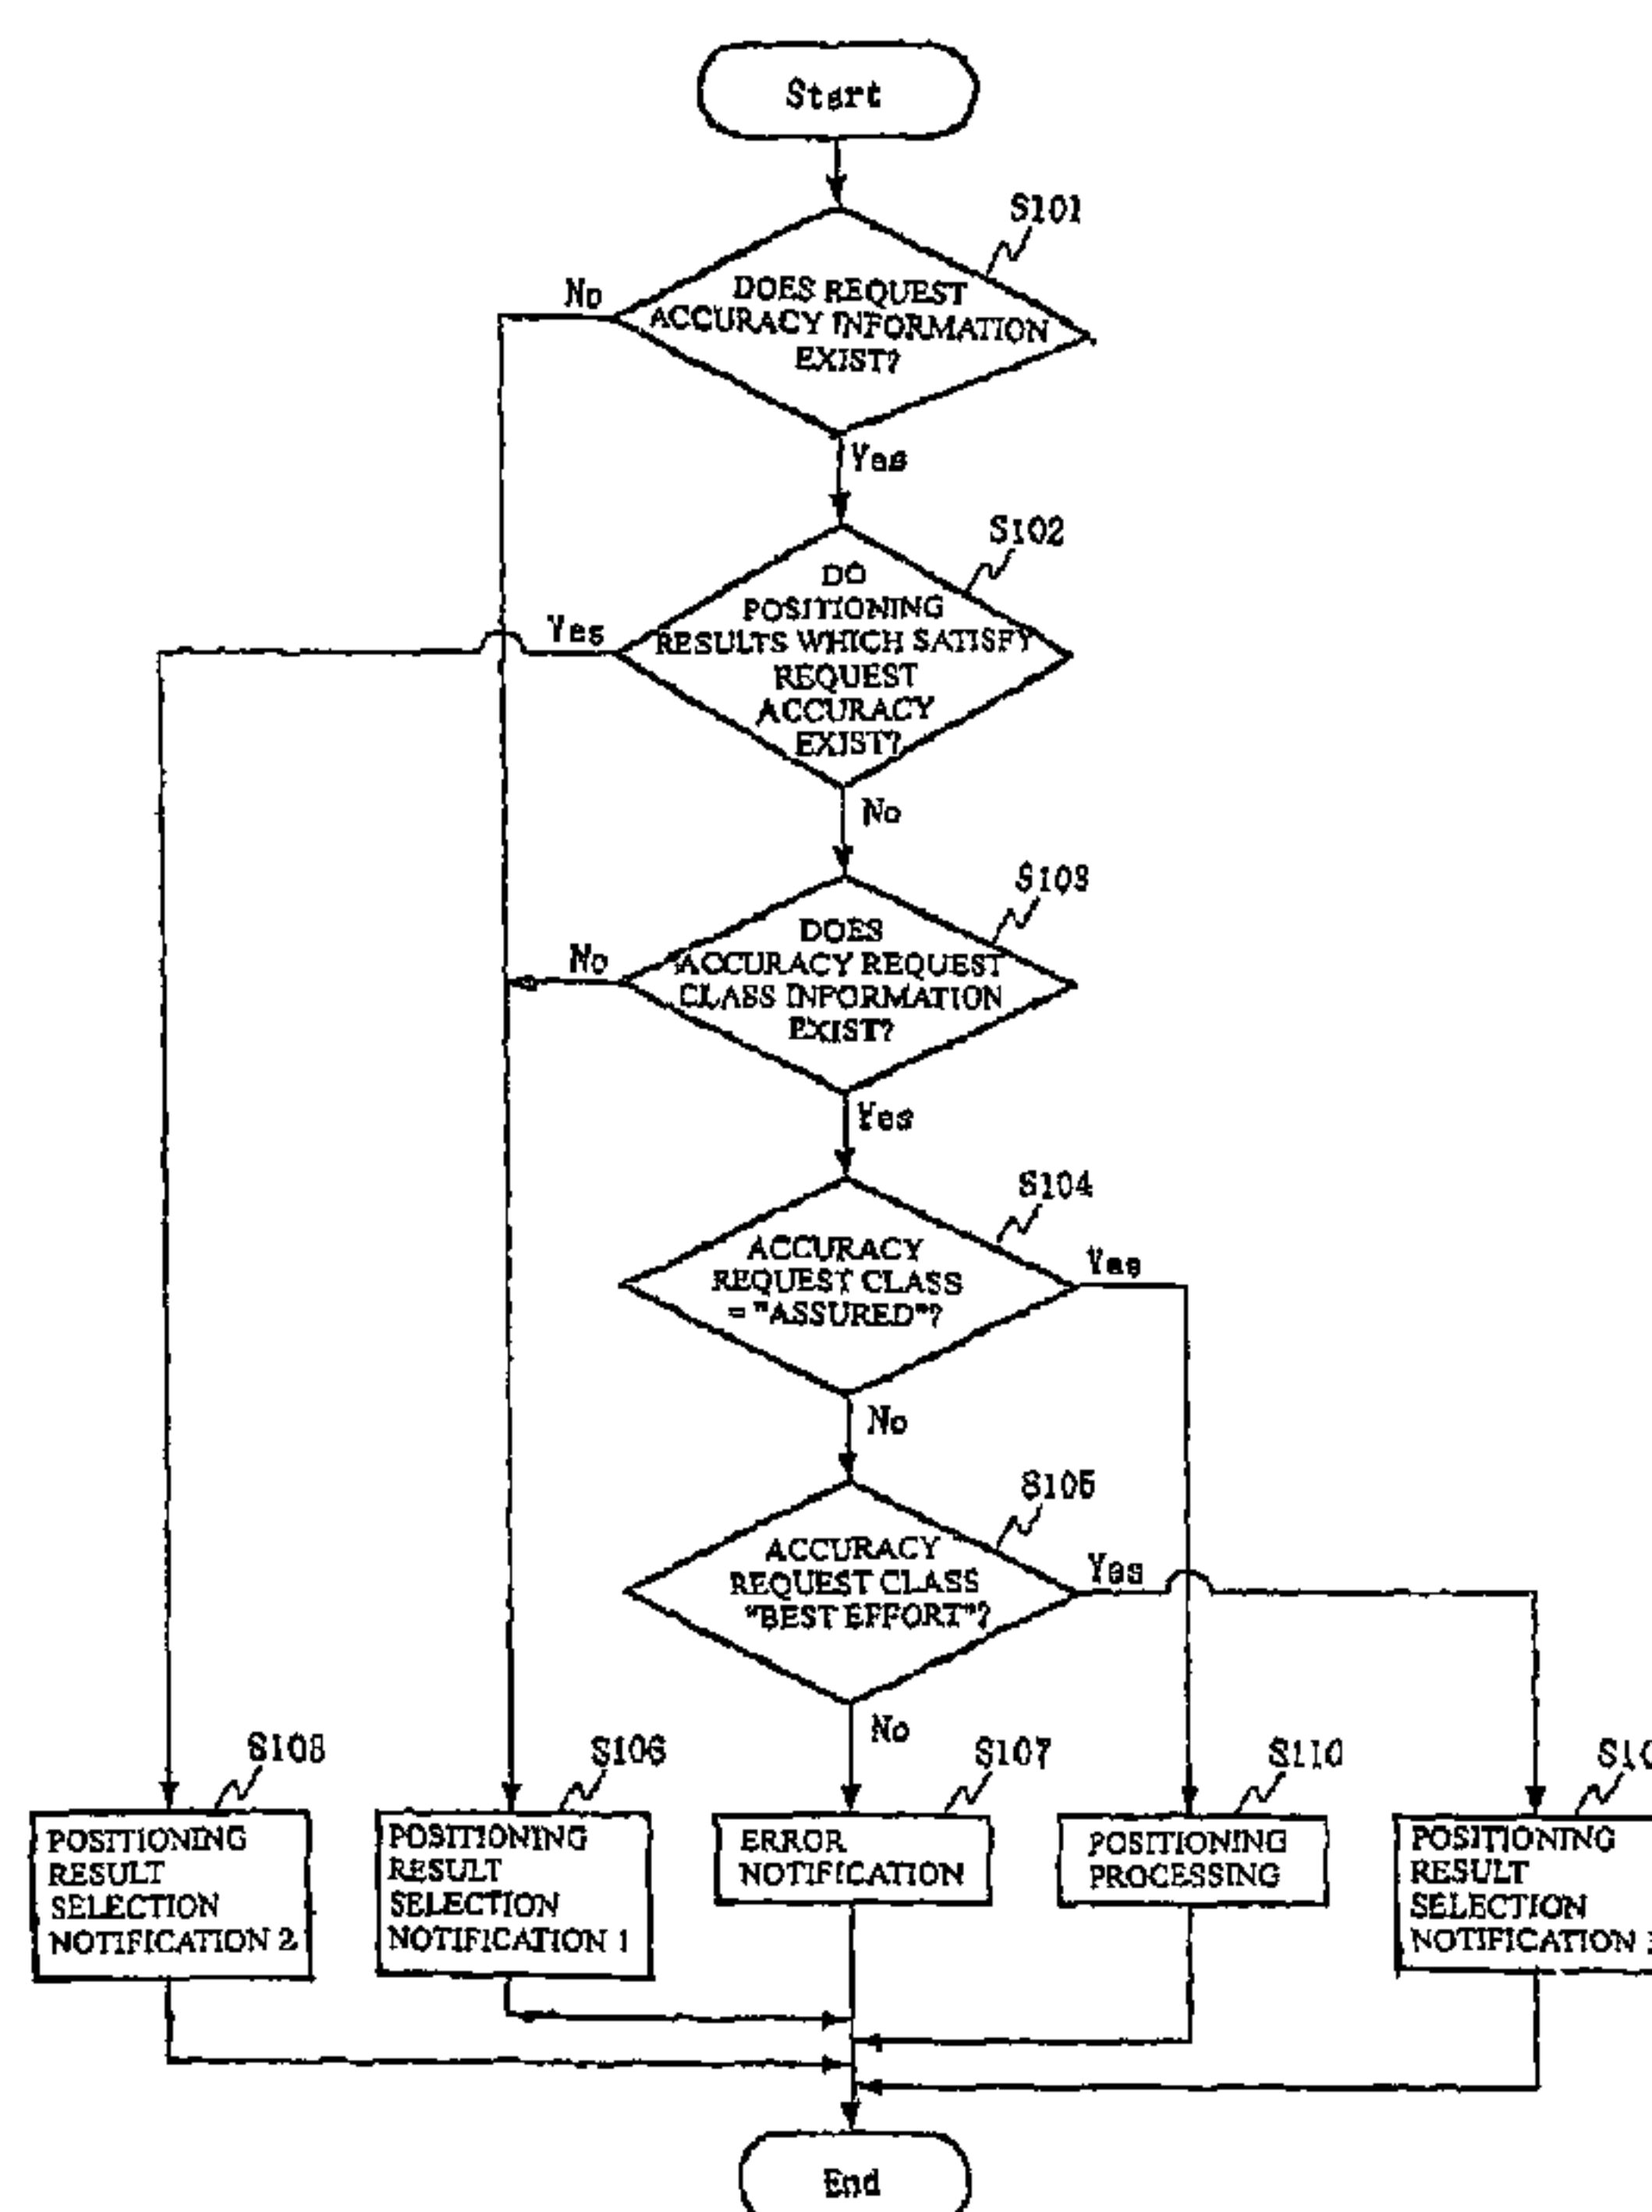 Start
S101
No
DOES REQUEST
ACCURACY INFORMATION
EXIST?
Yes
S102
Yes
DO
POSITIONING
RESULTS WHICH SATISFY
REQUEST
ACCURACY
EXIST?
No
S103
No
DOES
ACCURACY REQUEST
CLASS INFORMATION
EXIST?
Yes
S104
ACCURACY
REQUEST CLASS
= "ASSURED"?
Yes
No
S105
ACCURACY
REQUEST CLASS
"BEST EFFORT"?
Yes
No
S108
S106
S107
S110
POSITIONING
RESULT
SELECTION
NOTIFICATION 2
POSITIONING
RESULT
SELECTION
NOTIFICATION 1
ERROR
NOTIFICATION
POSITIONING
PROCESSING
POSITIONING
RESULT
SELECTION
NOTIFICATION
End